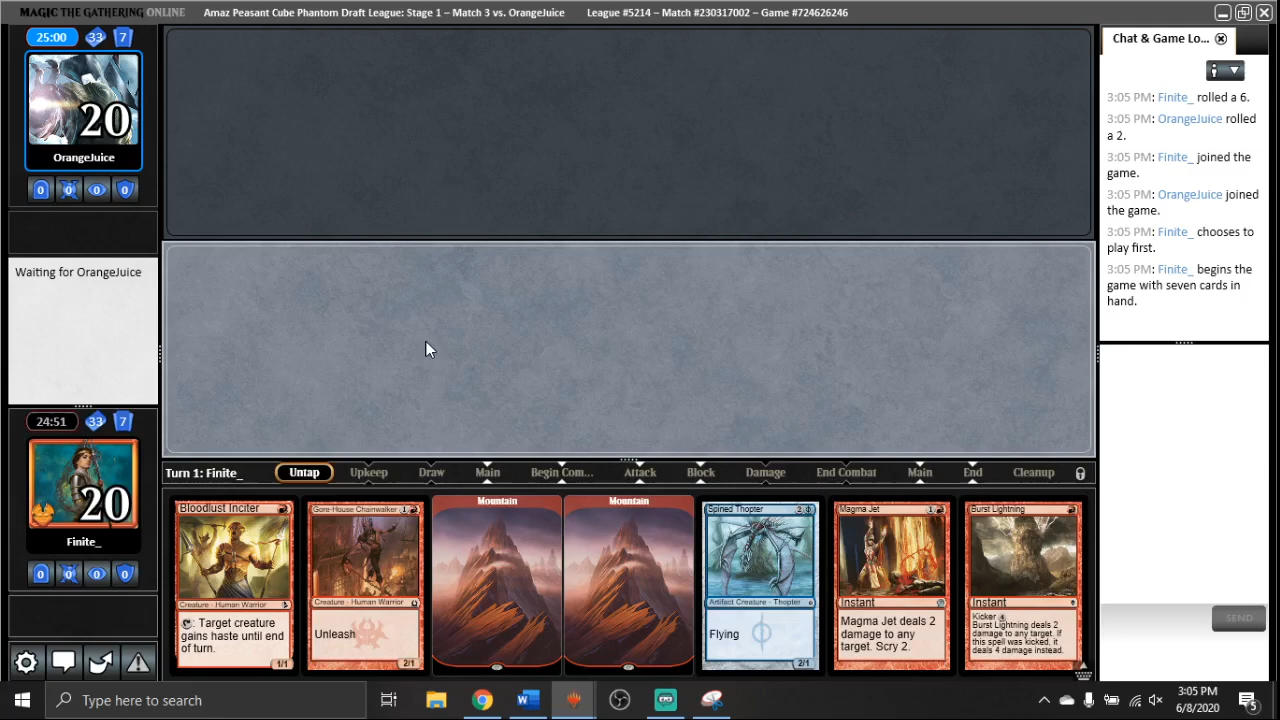 MAGIC THE GATHERING ONLINE Amaz Peasant Cube Phantom Draft League: Stage 1 – Match 3 vs. OrangeJuice League #5214 – Match #230317002 – Game #724626246
25:00 33 7
20
OrangeJuice
0 0 0 0
Waiting for OrangeJuice
24:51 33 7
20
Finite_
0 0 0 0
Turn 1: Finite_ Untap Upkeep Draw Main Begin Com... Attack Block Damage End Combat Main End Cleanup
Bloodlust Inciter
Creature - Human Warrior
: Target creature
gains haste until end
of turn.
1/1
Gore-House Chainwalker 1
Creature - Human Warrior
Unleash
2/1
Mountain
Mountain
Spined Thopter 2
Artifact Creature - Thopter
Flying
2/1
Magma Jet 1
Instant
Magma Jet deals 2
damage to any
target. Scry 2.
Burst Lightning
Instant
Kicker 4
Burst Lightning deals 2
damage to any target. If
this spell was kicked, it
deals 4 damage instead.
Chat & Game Lo...
3:05 PM: Finite_ rolled a 6.
3:05 PM: OrangeJuice rolled
a 2.
3:05 PM: Finite_ joined the
game.
3:05 PM: OrangeJuice joined
the game.
3:05 PM: Finite_ chooses to
play first.
3:05 PM: Finite_ begins the
game with seven cards in
hand.
SEND
Type here to search
W
3:05 PM
6/8/2020
5